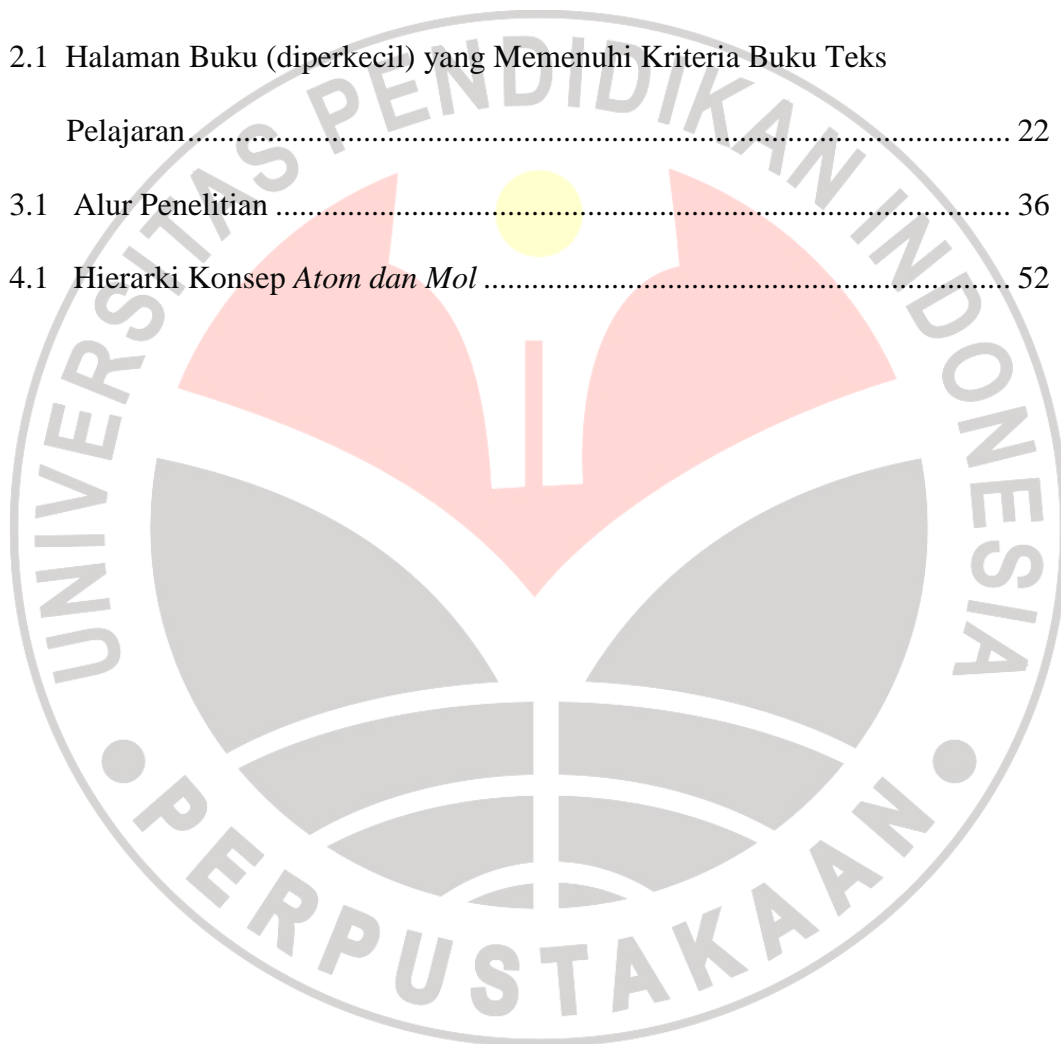 2.1 Halaman Buku (diperkecil) yang Memenuhi Kriteria Buku Teks
Pelajaran.......................................................................................................... 22
3.1 Alur Penelitian ............................................................................................... 36
4.1 Hierarki Konsep Atom dan Mol .................................................................... 52
UNIVERSITAS PENDIDIKAN INDONESIA
PERPUSTAKAAN